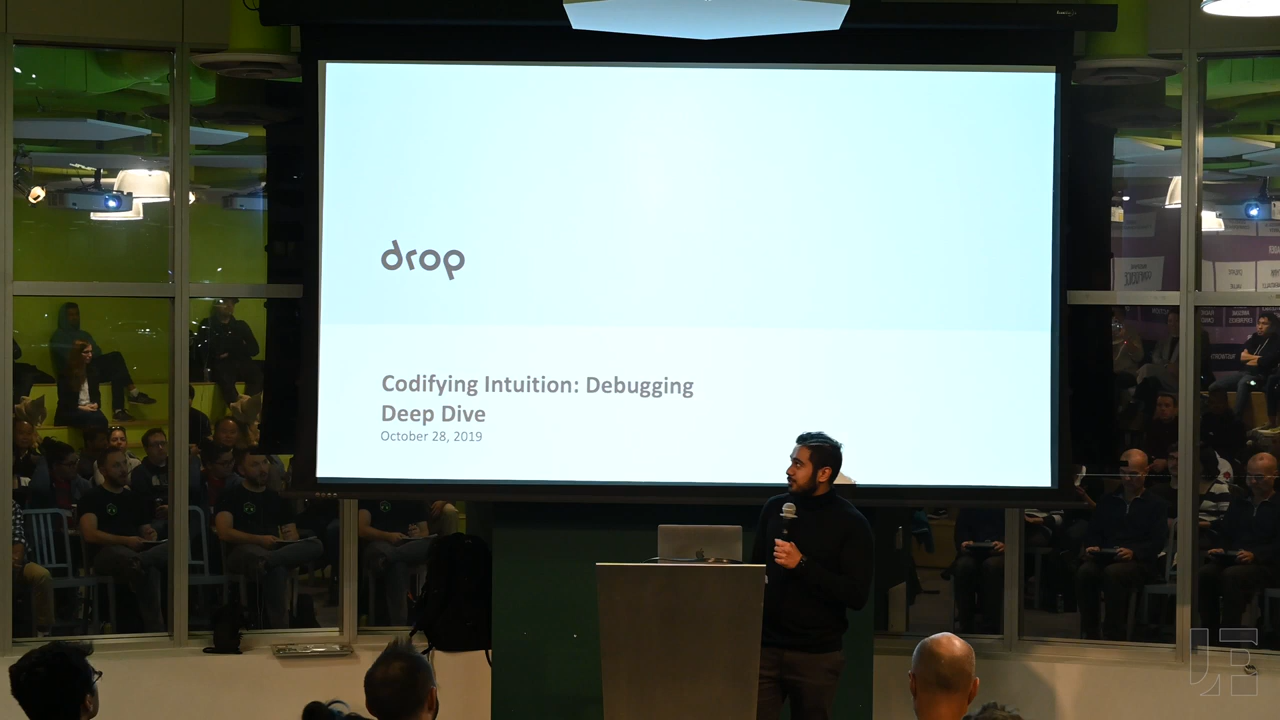 drop
Codifying Intuition: Debugging
Deep Dive
October 28, 2019